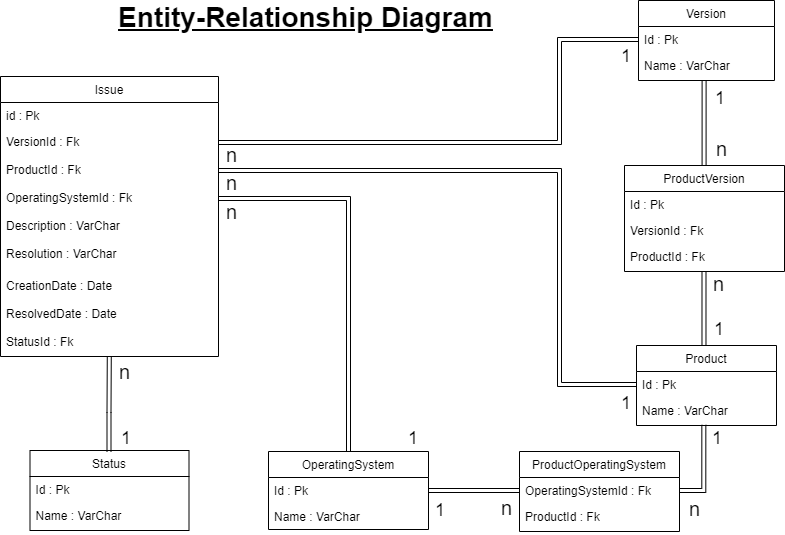 Entity-Relationship Diagram
Version
Id : Pk
Name : VarChar
1
1
n
Issue
id : Pk
VersionId : Fk
ProductId : Fk
OperatingSystemId : Fk
Description : VarChar
Resolution : VarChar
CreationDate : Date
ResolvedDate : Date
StatusId : Fk
n
n
n
ProductVersion
Id : Pk
VersionId : Fk
ProductId : Fk
n
1
Product
Id : Pk
Name : VarChar
1
1
n
1
Status
Id : Pk
Name : VarChar
1
OperatingSystem
Id : Pk
Name : VarChar
1
n
ProductOperatingSystem
OperatingSystemId : Fk
ProductId : Fk
n